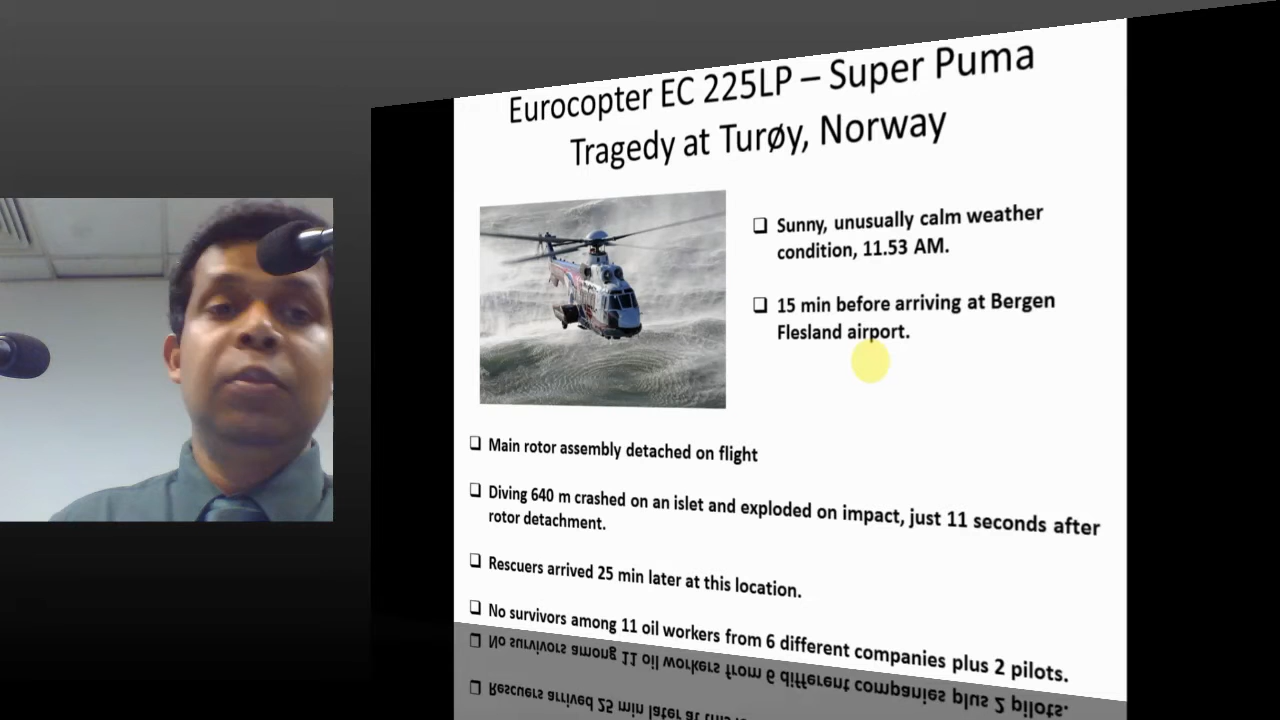 Eurocopter EC 225LP – Super Puma
Tragedy at Turøy, Norway
❑ Sunny, unusually calm weather
condition, 11.53 AM.
❑ 15 min before arriving at Bergen
Flesland airport.
❑ Main rotor assembly detached on flight
❑ Diving 640 m crashed on an islet and exploded on impact, just 11 seconds after
rotor detachment.
❑ Rescuers arrived 25 min later at this location.
❑ No survivors among 11 oil workers from 6 different companies plus 2 pilots.